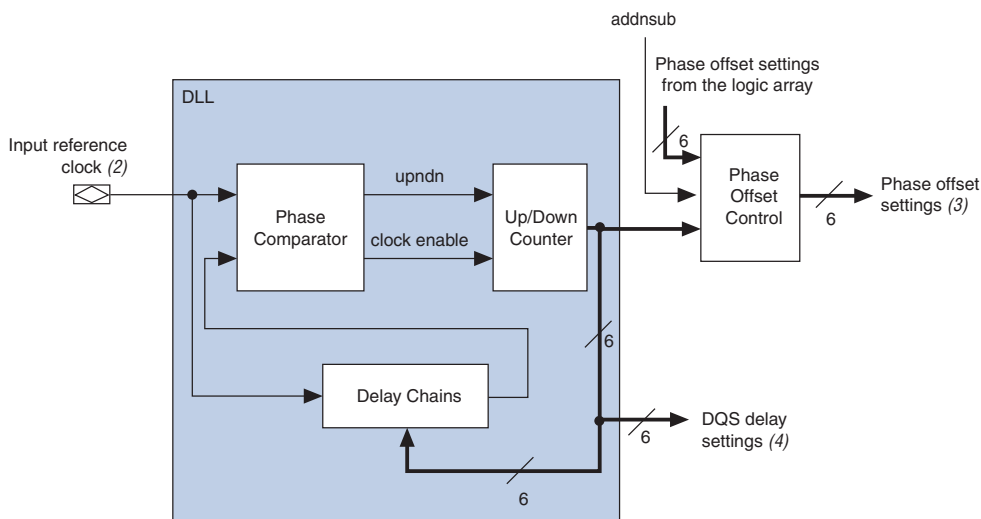 addnsub
Phase offset settings
from the logic array
DLL
6
Input reference
clock (2)
upndn
Phase
Comparator
clock enable
Up/Down
Counter
Phase
Offset
Control
6
Phase offset
settings (3)
6
Delay Chains
6
DQS delay
settings (4)
6